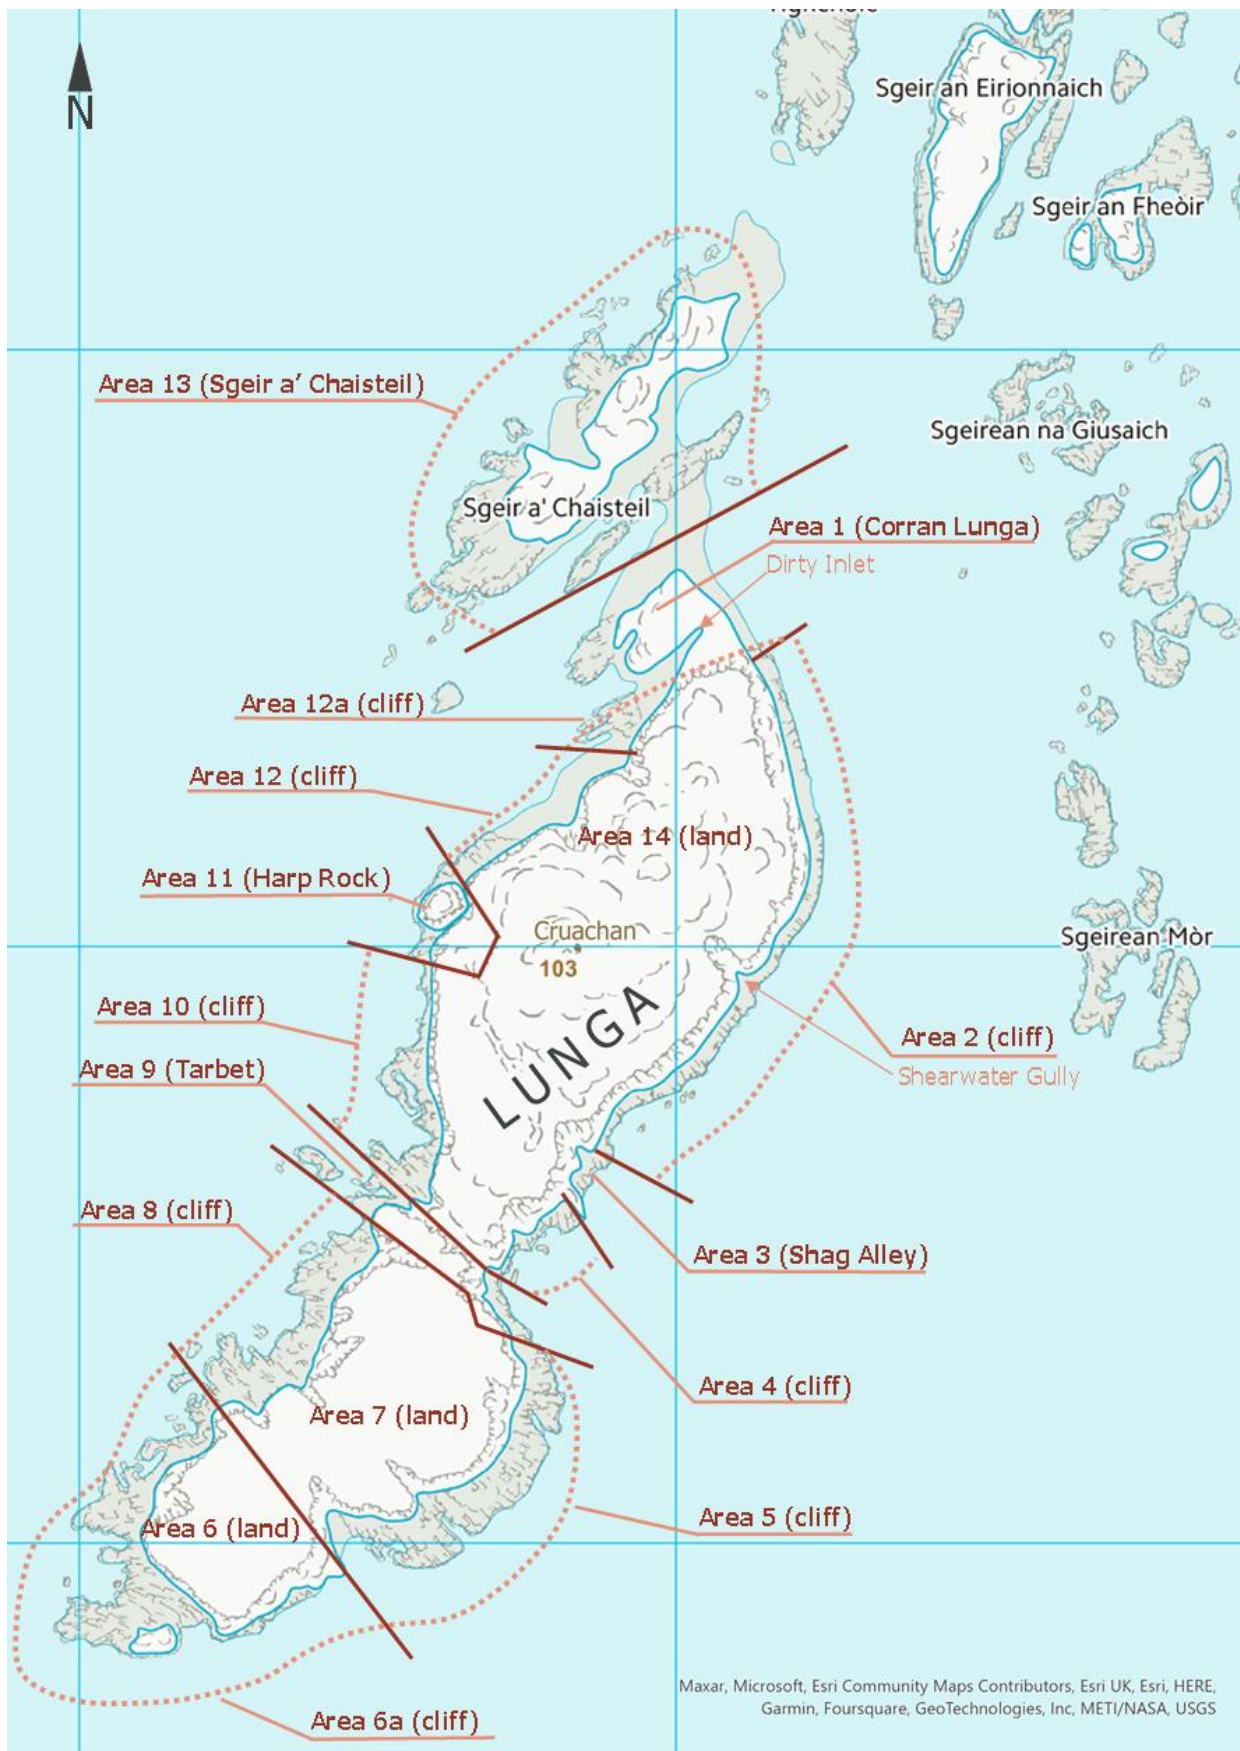 Sgeir an Eirionnaich
N
Sgeir an Fheòir
Area 13 (Sgeir a’ Chaisteil)
Sgeirean na Giusaich
Sgeir a' Chaisteil
Area 1 (Corran Lunga)
Dirty Inlet
Area 12a (cliff)
Area 12 (cliff)
Area 14 (land)
Area 11 (Harp Rock)
Cruachan
103
Sgeirean Mòr
Area 10 (cliff)
LUNGA
Area 2 (cliff)
Area 9 (Tarbet)
Shearwater Gully
Area 8 (cliff)
Area 3 (Shag Alley)
Area 4 (cliff)
Area 7 (land)
Area 5 (cliff)
Area 6 (land)
Area 6a (cliff)
Maxar, Microsoft, Esri Community Maps Contributors, Esri UK, Esri, HERE,
Garmin, Foursquare, GeoTechnologies, Inc, METI/NASA, USGS